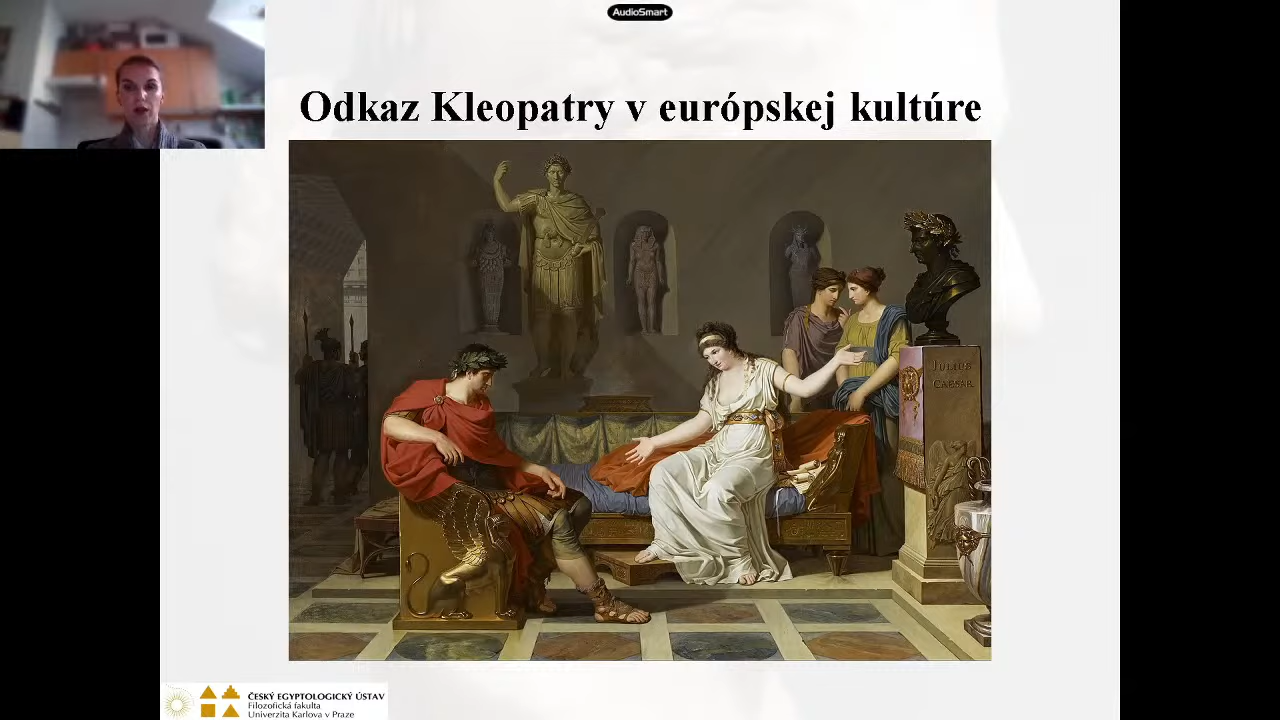 AudioSmart
Odkaz Kleopatry v európskej kultúre
JULIUS
CAESAR
ČESKÝ EGYPTOLOGICKÝ ÚSTAV
Filozofická fakulta
Univerzita Karlova v Praze